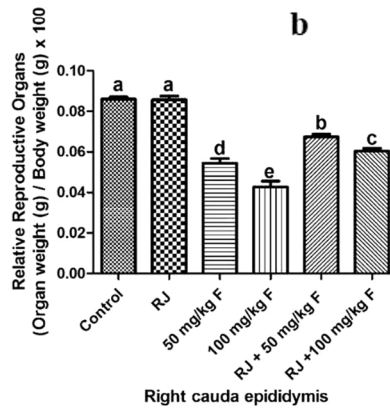 b
Relative Reproductive Organs
(Organ weight (g) / Body weight (g) x 100
0.10
0.08
0.06
0.04
0.02
0.00
a
a
d
e
b
c
Control
RJ
50 mg/kg F
100 mg/kg F
RJ + 50 mg/kg F
RJ +100 mg/kg F
Right cauda epididymis